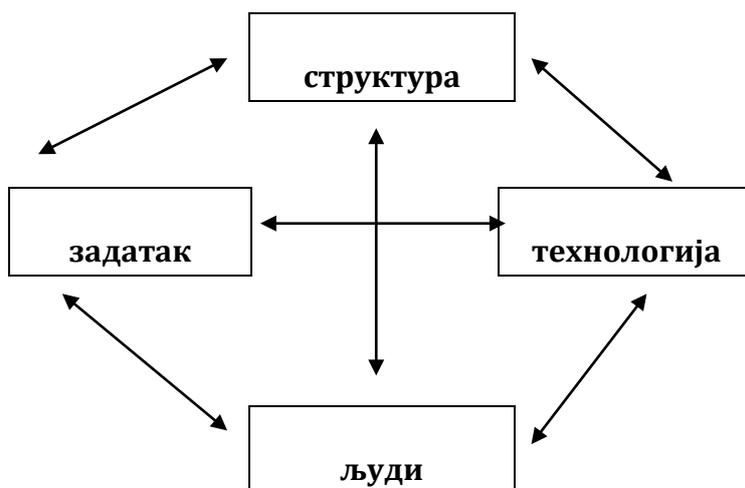 структура
задатак
технологија
људи